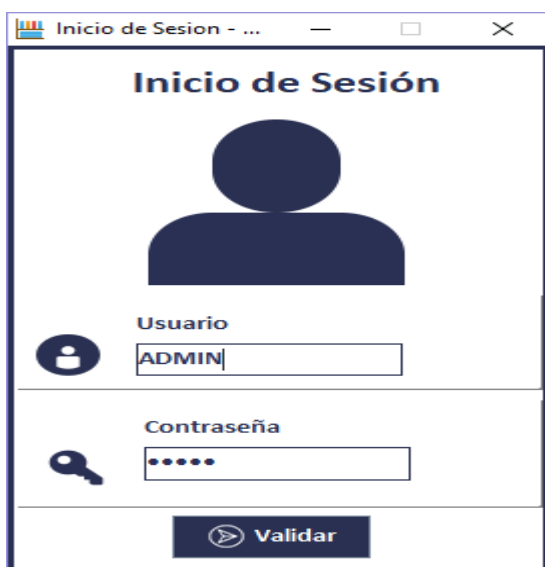 Inicio de Sesion - ...
Inicio de Sesión
Usuario
ADMIN
Contraseña
•••••
Validar